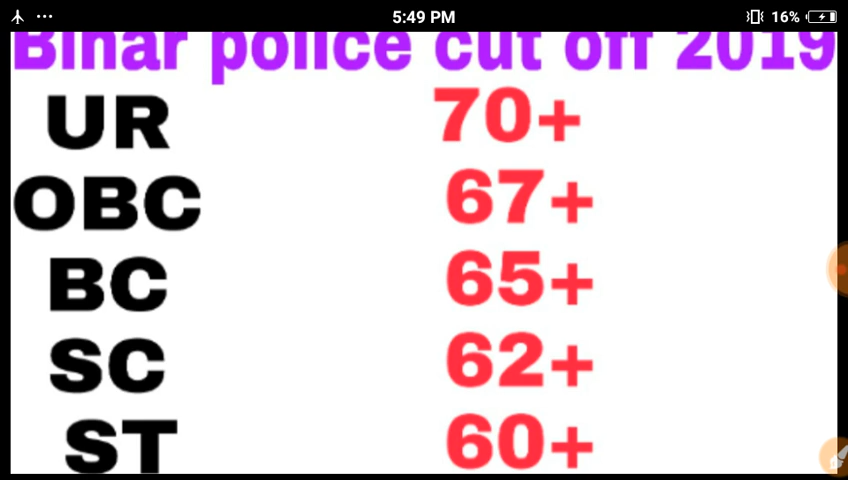 ... 5:49 PM 16%
Bihar police cut off 2019
UR 70+
OBC 67+
BC 65+
SC 62+
ST 60+